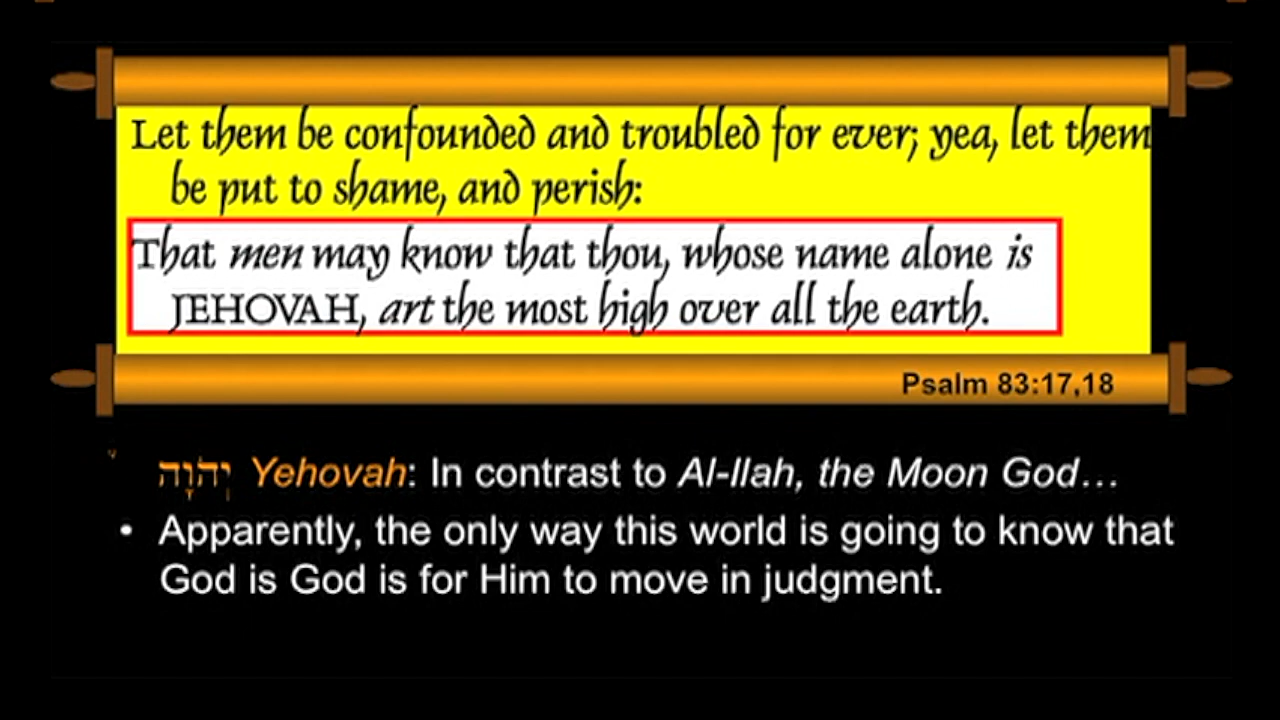 Let them be confounded and troubled for ever; yea, let them
be put to shame, and perish:
That men may know that thou, whose name alone is
JEHOVAH, art the most high over all the earth.
Psalm 83:17,18
יְהֹוָה Yehovah: In contrast to Al-Ilah, the Moon God…
• Apparently, the only way this world is going to know that
God is God is for Him to move in judgment.